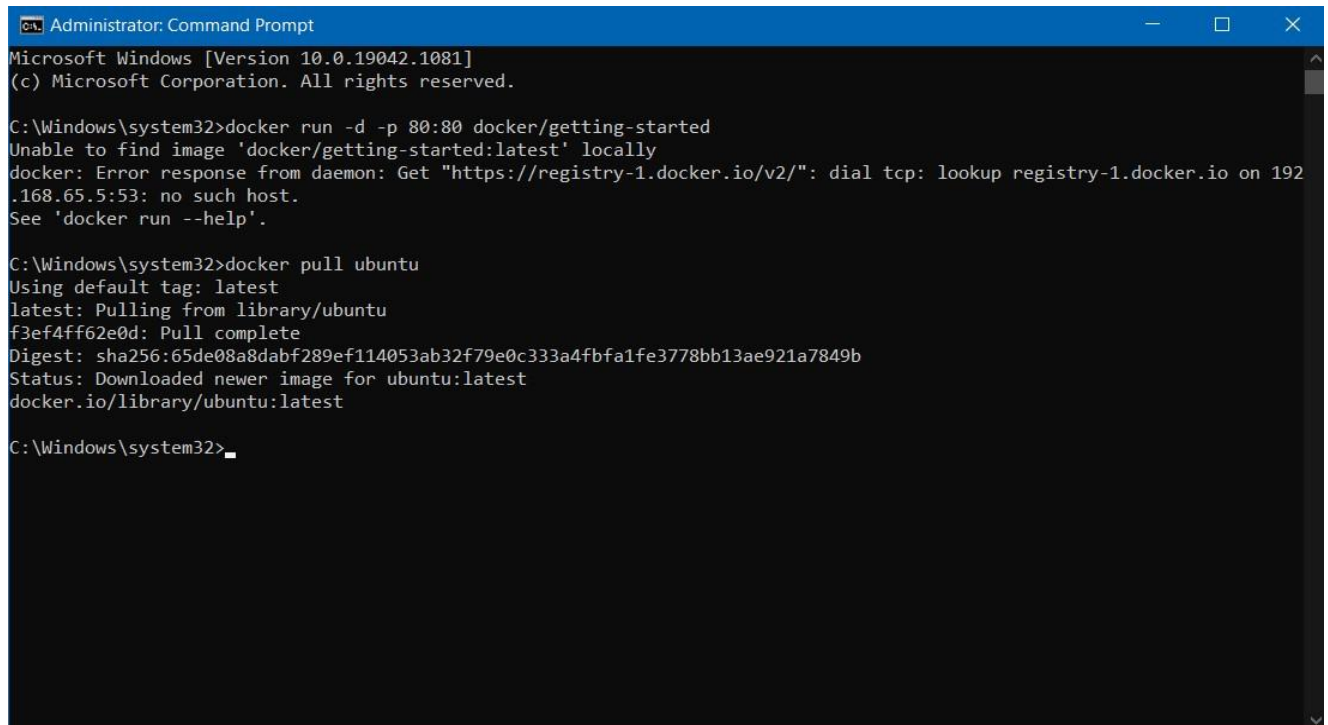 Administrator: Command Prompt
Microsoft Windows [Version 10.0.19042.1081]
(c) Microsoft Corporation. All rights reserved.
C:\Windows\system32>docker run -d -p 80:80 docker/getting-started
Unable to find image 'docker/getting-started:latest' locally
docker: Error response from daemon: Get "https://registry-1.docker.io/v2/": dial tcp: lookup registry-1.docker.io on 192
.168.65.5:53: no such host.
See 'docker run --help'.
C:\Windows\system32>docker pull ubuntu
Using default tag: latest
latest: Pulling from library/ubuntu
f3ef4ff62e0d: Pull complete
Digest: sha256:65de08a8dabf289ef114053ab32f79e0c333a4fbfa1fe3778bb13ae921a7849b
Status: Downloaded newer image for ubuntu:latest
docker.io/library/ubuntu:latest
C:\Windows\system32>